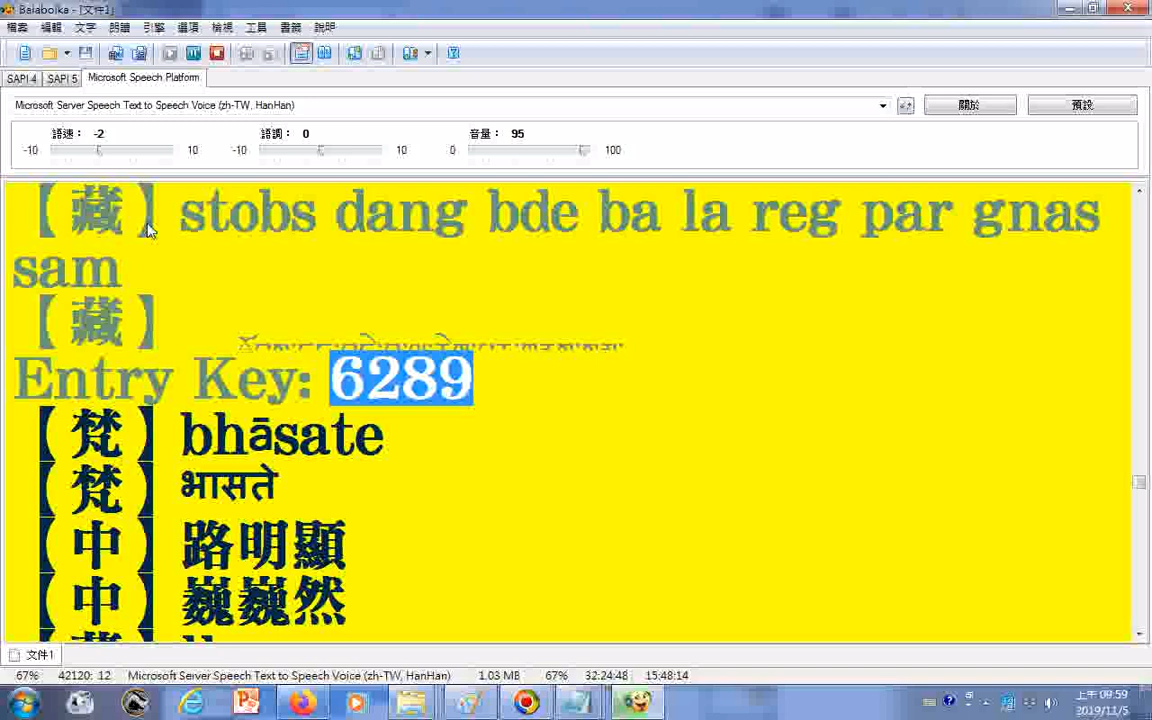 Balabolka - [文件1]
檔案 編輯 文字 朗讀 引擎 選項 檢視 工具 書籤 說明
SAPI 4 SAPI 5 Microsoft Speech Platform
Microsoft Server Speech Text to Speech Voice (zh-TW, HanHan) 關於 預設
語速： -2 語調： 0 音量： 95
-10 10 -10 10 0 100
【藏】stobs dang bde ba la reg par gnas
sam
【藏】
Entry Key: 6289
【梵】bhāsate
【梵】भासते
【中】路明顯
【中】巍巍然
文件1
67% 42120: 12 Microsoft Server Speech Text to Speech Voice (zh-TW, HanHan) 1.03 MB 67% 32:24:48 15:48:14
上午 09:59
2019/11/5